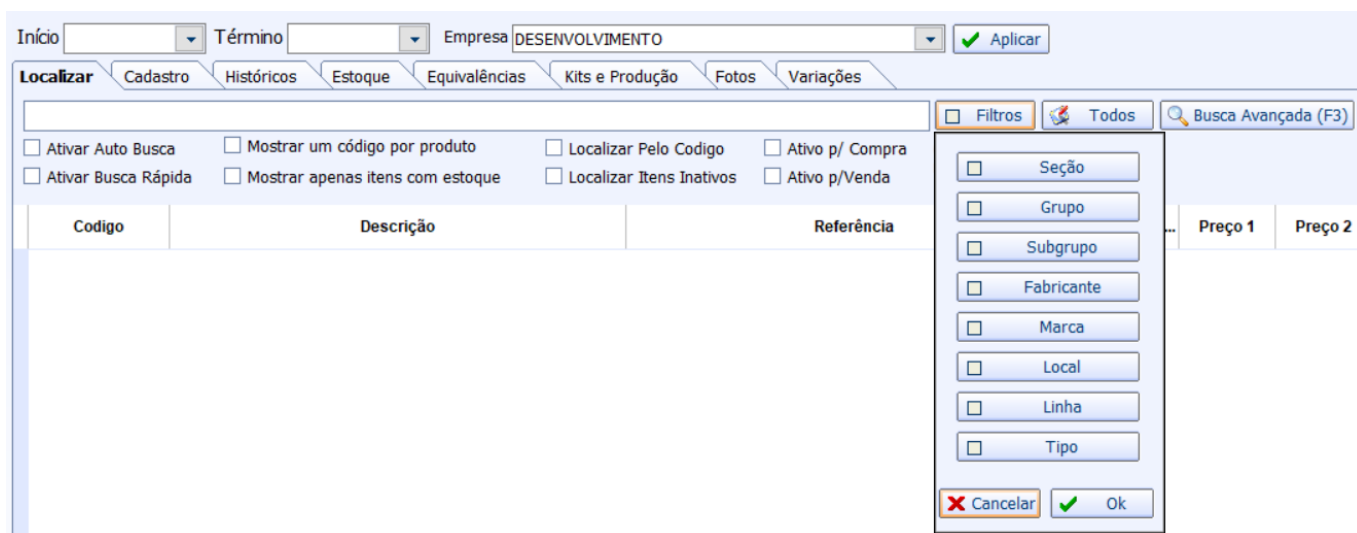 Início Término Empresa DESENVOLVIMENTO Aplicar
Localizar Cadastro Históricos Estoque Equivalências Kits e Produção Fotos Variações
Filtros Todos Busca Avançada (F3)
Ativar Auto Busca Mostrar um código por produto Localizar Pelo Codigo Ativo p/ Compra
Ativar Busca Rápida Mostrar apenas itens com estoque Localizar Itens Inativos Ativo p/Venda
Codigo Descrição Referência ... Preço 1 Preço 2
Seção
Grupo
Subgrupo
Fabricante
Marca
Local
Linha
Tipo
Cancelar Ok